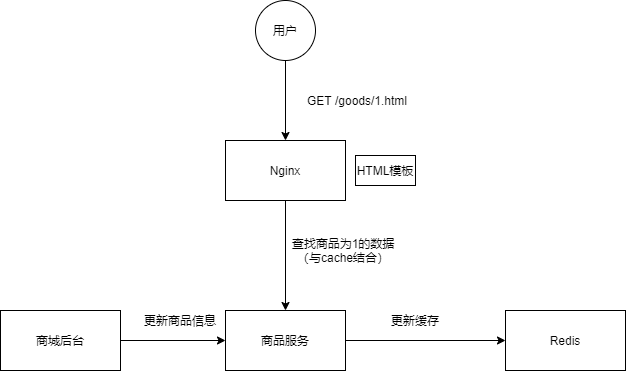 用户
GET /goods/1.html
Nginx
HTML模板
查找商品为1的数据
（与cache结合）
商城后台
更新商品信息
商品服务
更新缓存
Redis